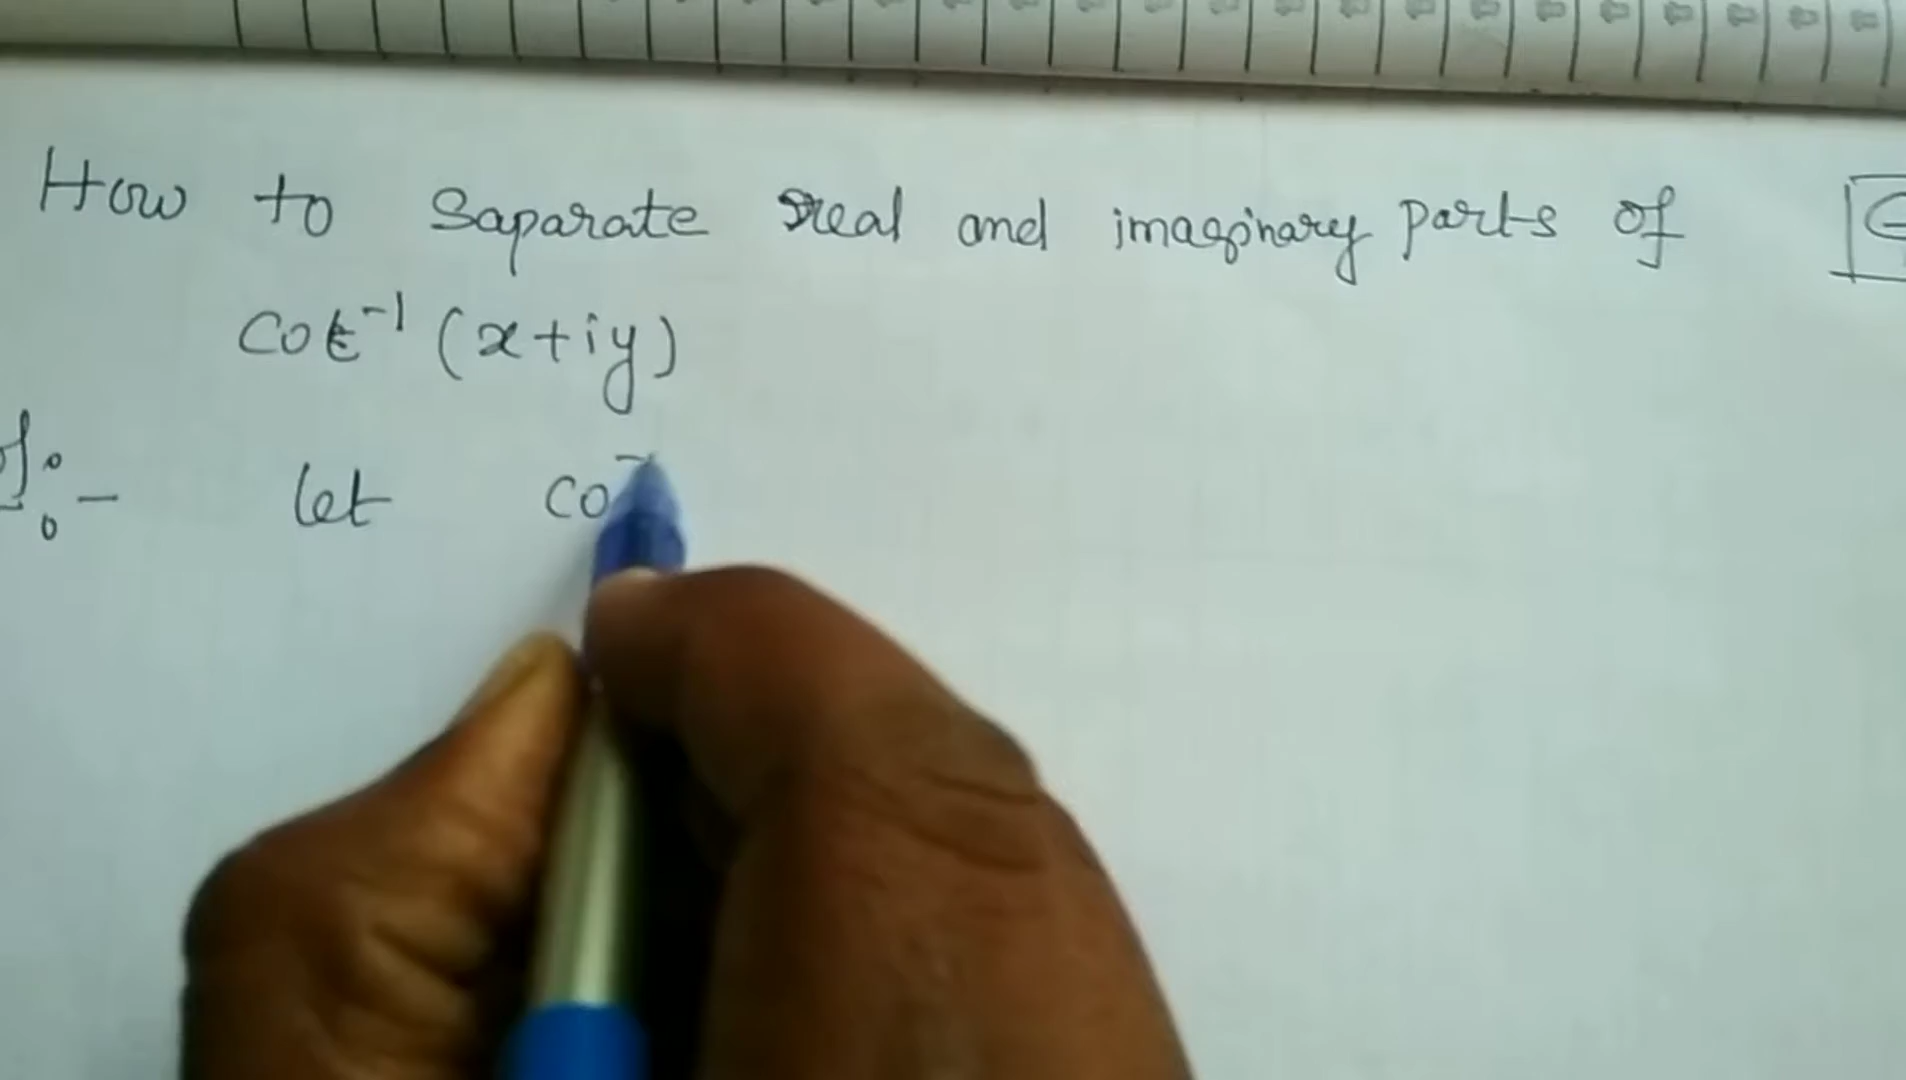 How to Saparate real and imaginary parts of
cot⁻¹ (x+iy)
:- let co